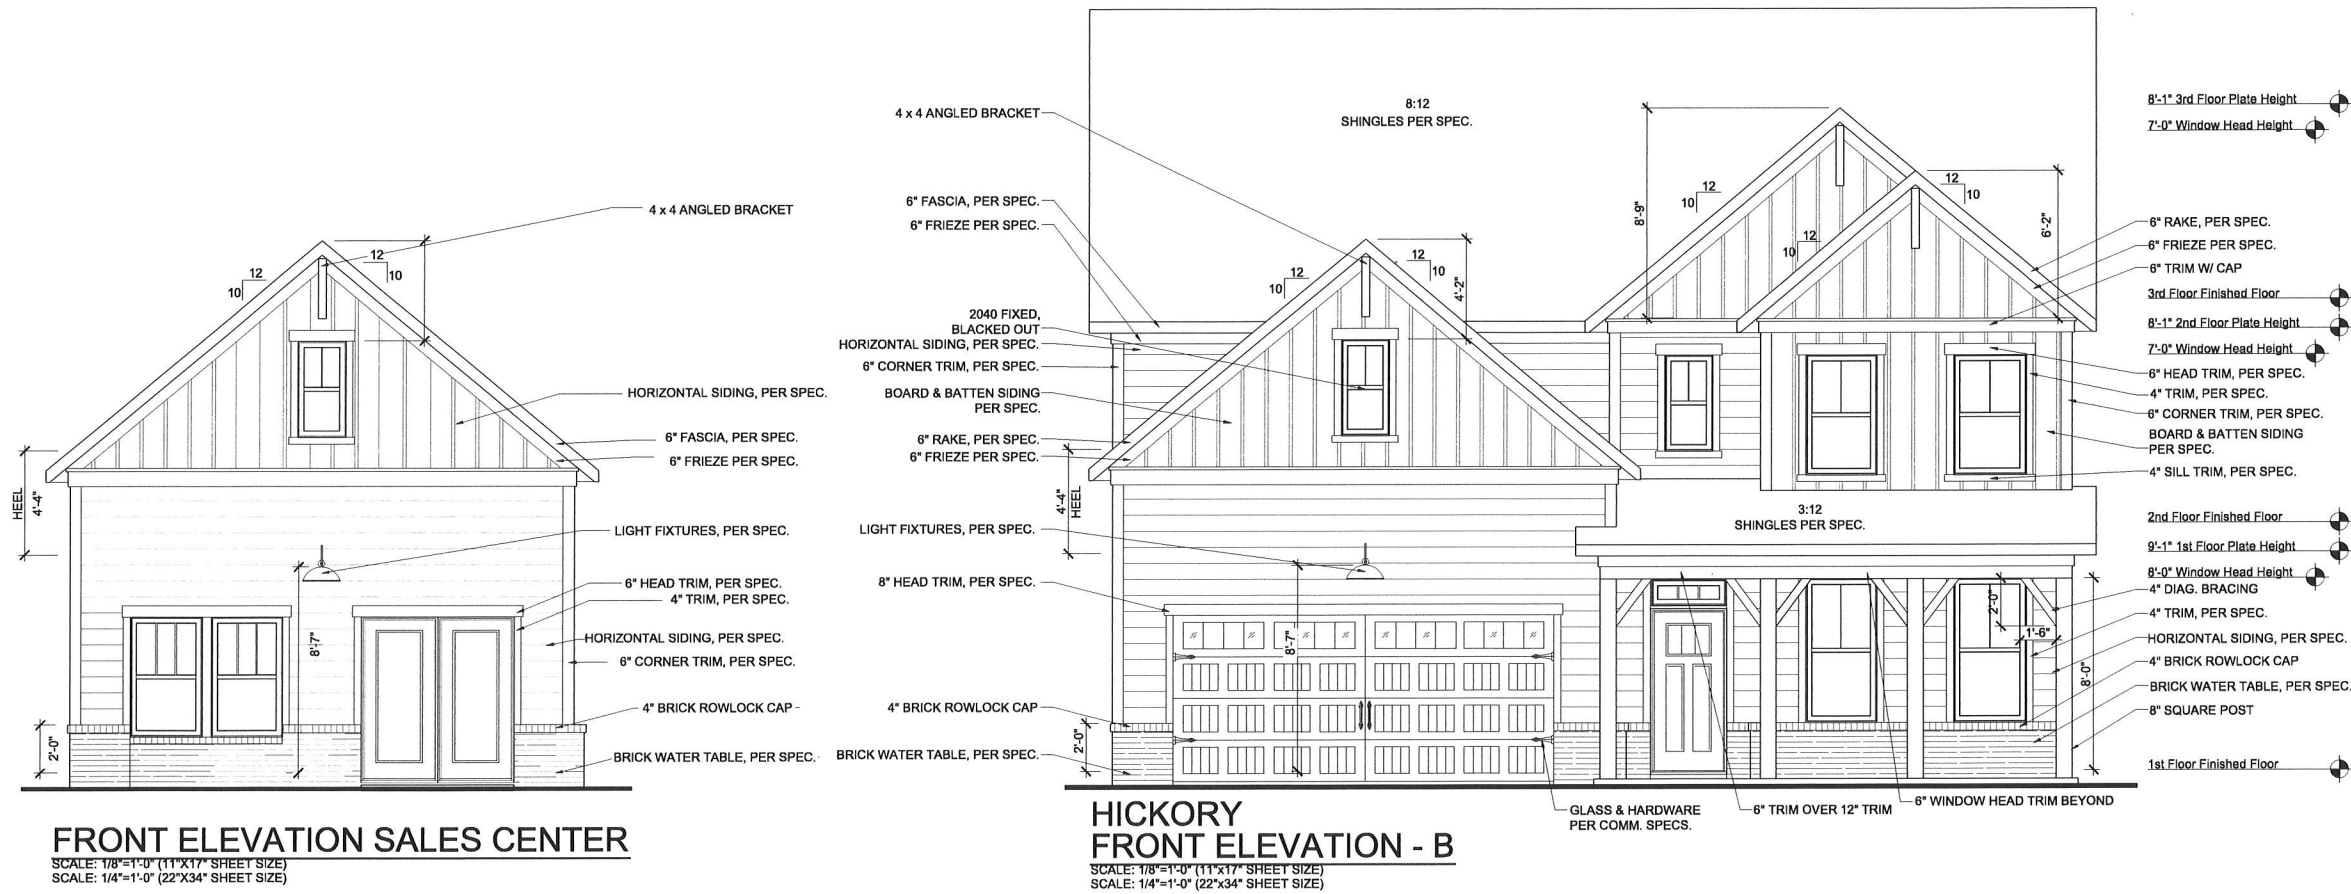 4 x 4 ANGLED BRACKET
12
10
12
10
HORIZONTAL SIDING, PER SPEC.
6" FASCIA, PER SPEC.
6" FRIEZE PER SPEC.
HEEL
4'-4"
LIGHT FIXTURES, PER SPEC.
6" HEAD TRIM, PER SPEC.
4" TRIM, PER SPEC.
8'-7"
HORIZONTAL SIDING, PER SPEC.
6" CORNER TRIM, PER SPEC.
4" BRICK ROWLOCK CAP
2'-0"
BRICK WATER TABLE, PER SPEC.
FRONT ELEVATION SALES CENTER
SCALE: 1/8"=1'-0" (11"X17" SHEET SIZE)
SCALE: 1/4"=1'-0" (22"X34" SHEET SIZE)
4 x 4 ANGLED BRACKET
8:12
SHINGLES PER SPEC.
6" FASCIA, PER SPEC.
6" FRIEZE PER SPEC.
12
10
12
10
4'-2"
2040 FIXED,
BLACKED OUT
HORIZONTAL SIDING, PER SPEC.
6" CORNER TRIM, PER SPEC.
BOARD & BATTEN SIDING
PER SPEC.
6" RAKE, PER SPEC.
6" FRIEZE PER SPEC.
4'-4"
HEEL
LIGHT FIXTURES, PER SPEC.
8" HEAD TRIM, PER SPEC.
8'-7"
4" BRICK ROWLOCK CAP
2'-0"
BRICK WATER TABLE, PER SPEC.
8'-9"
12
10
12
10
12
10
6'-2"
3:12
SHINGLES PER SPEC.
2'-0"
1'-6"
8'-0"
8'-1" 3rd Floor Plate Height
7'-0" Window Head Height
6" RAKE, PER SPEC.
6" FRIEZE PER SPEC.
6" TRIM W/ CAP
3rd Floor Finished Floor
8'-1" 2nd Floor Plate Height
7'-0" Window Head Height
6" HEAD TRIM, PER SPEC.
4" TRIM, PER SPEC.
6" CORNER TRIM, PER SPEC.
BOARD & BATTEN SIDING
PER SPEC.
4" SILL TRIM, PER SPEC.
2nd Floor Finished Floor
9'-1" 1st Floor Plate Height
8'-0" Window Head Height
4" DIAG. BRACING
4" TRIM, PER SPEC.
HORIZONTAL SIDING, PER SPEC.
4" BRICK ROWLOCK CAP
BRICK WATER TABLE, PER SPEC.
8" SQUARE POST
1st Floor Finished Floor
GLASS & HARDWARE
PER COMM. SPECS.
6" TRIM OVER 12" TRIM
6" WINDOW HEAD TRIM BEYOND
HICKORY
FRONT ELEVATION - B
SCALE: 1/8"=1'-0" (11"x17" SHEET SIZE)
SCALE: 1/4"=1'-0" (22"x34" SHEET SIZE)